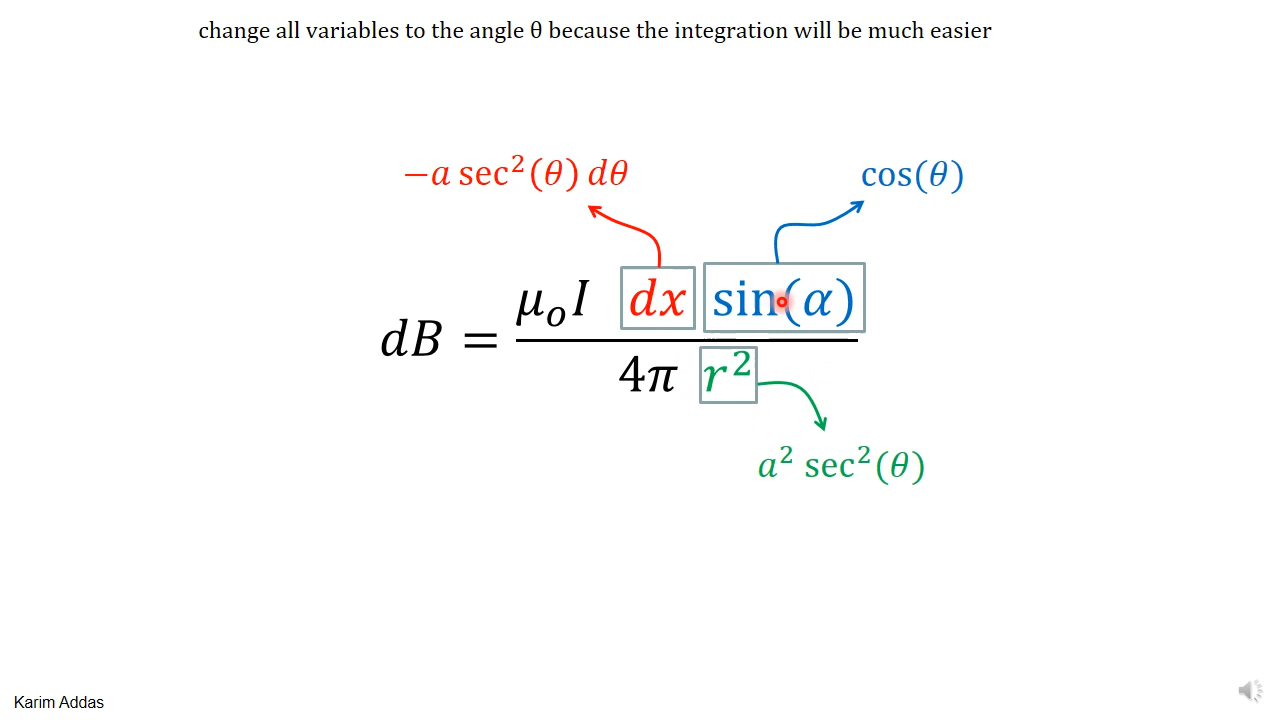 change all variables to the angle θ because the integration will be much easier
−a sec²(θ) dθ
cos(θ)
dB = μₒI dx sin(α) / 4π r²
a² sec²(θ)
Karim Addas